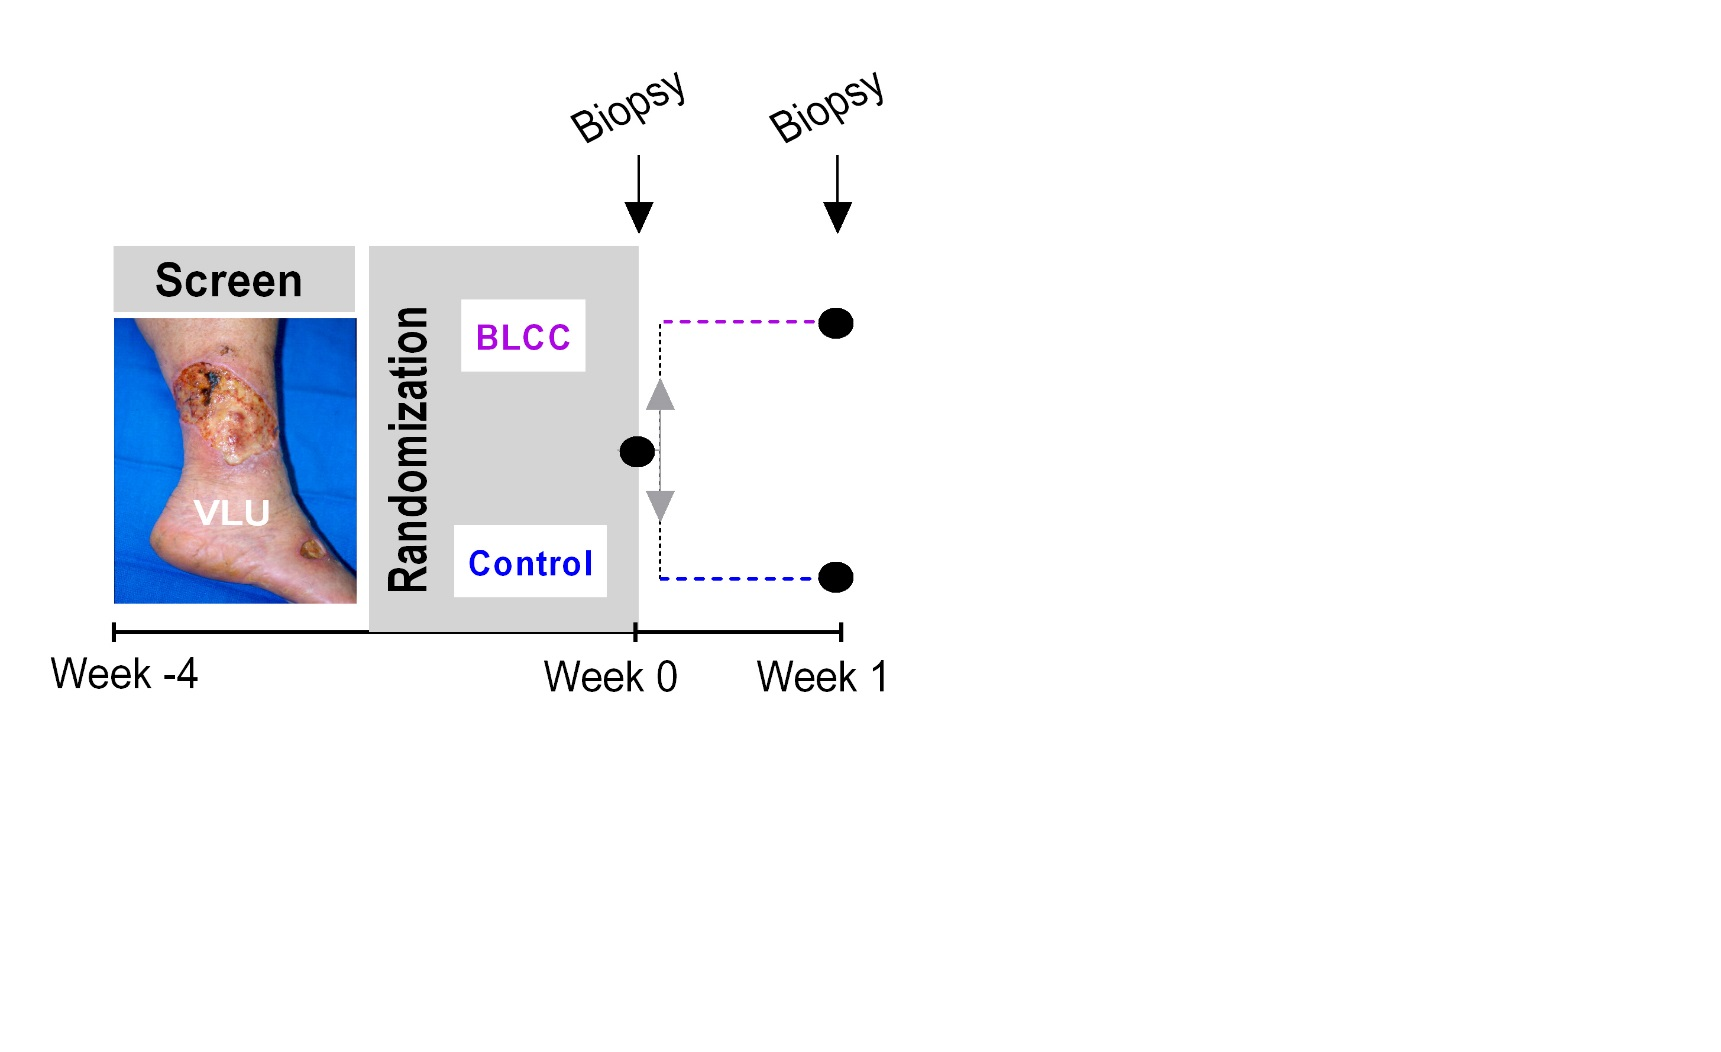 Biopsy
Biopsy
Screen
Randomization
BLCC
VLU
Control
Week -4
Week 0
Week 1